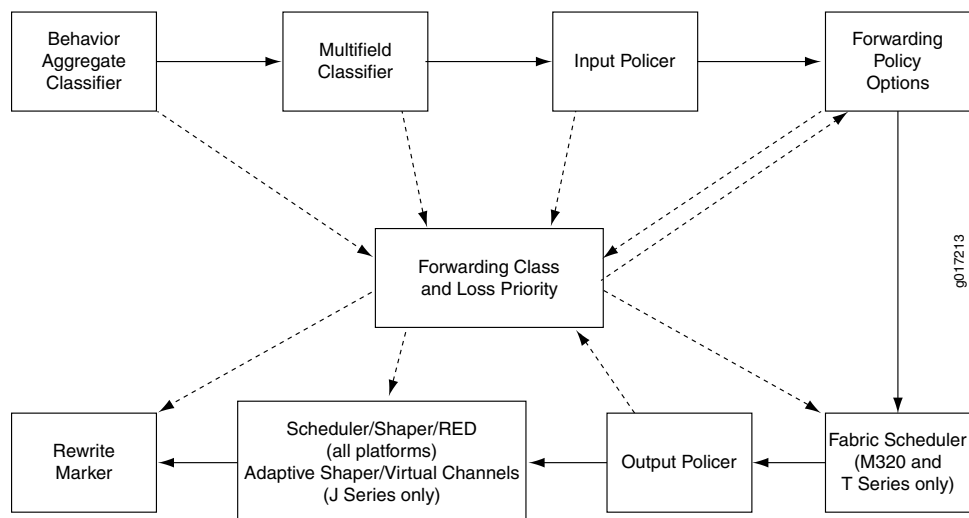 Behavior
Aggregate
Classifier
Multifield
Classifier
Input Policer
Forwarding
Policy
Options
Forwarding Class
and Loss Priority
g017213
Rewrite
Marker
Scheduler/Shaper/RED
(all platforms)
Adaptive Shaper/Virtual Channels
(J Series only)
Output Policer
Fabric Scheduler
(M320 and
T Series only)